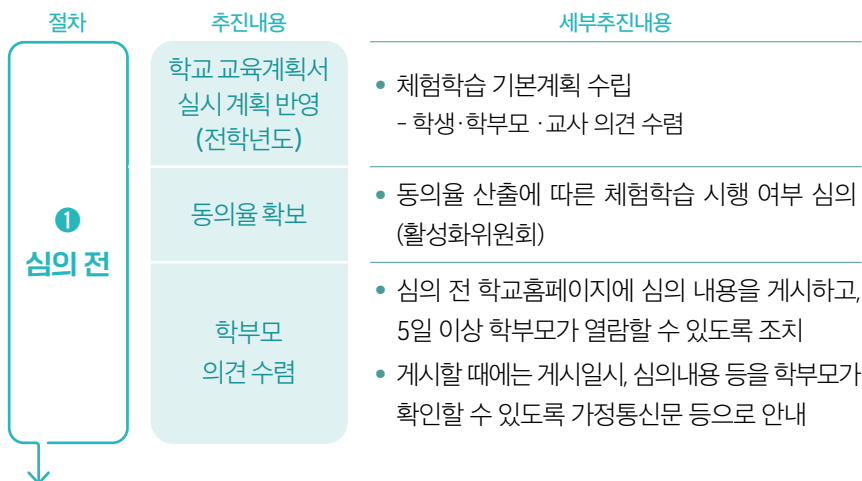 절차 추진내용 세부추진내용
❶
심의 전
학교 교육계획서
실시 계획 반영
(전학년도)
• 체험학습 기본계획 수립
- 학생·학부모 ·교사 의견 수렴
동의율 확보
• 동의율 산출에 따른 체험학습 시행 여부 심의
(활성화위원회)
학부모
의견 수렴
• 심의 전 학교홈페이지에 심의 내용을 게시하고,
5일 이상 학부모가 열람할 수 있도록 조치
• 게시할 때에는 게시일시, 심의내용 등을 학부모가
확인할 수 있도록 가정통신문 등으로 안내